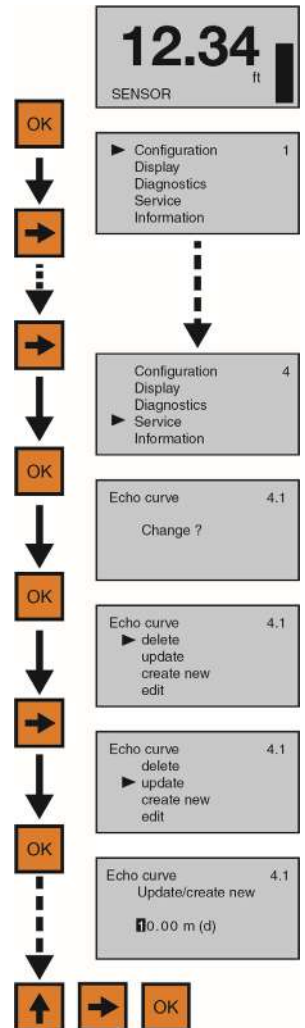 12.34
ft
SENSOR
OK
Configuration 1
Display
Diagnostics
Service
Information
Configuration 4
Display
Diagnostics
Service
Information
OK
Echo curve 4.1
Change ?
OK
Echo curve 4.1
delete
update
create new
edit
Echo curve 4.1
delete
update
create new
edit
OK
Echo curve 4.1
Update/create new
10.00 m (d)
OK